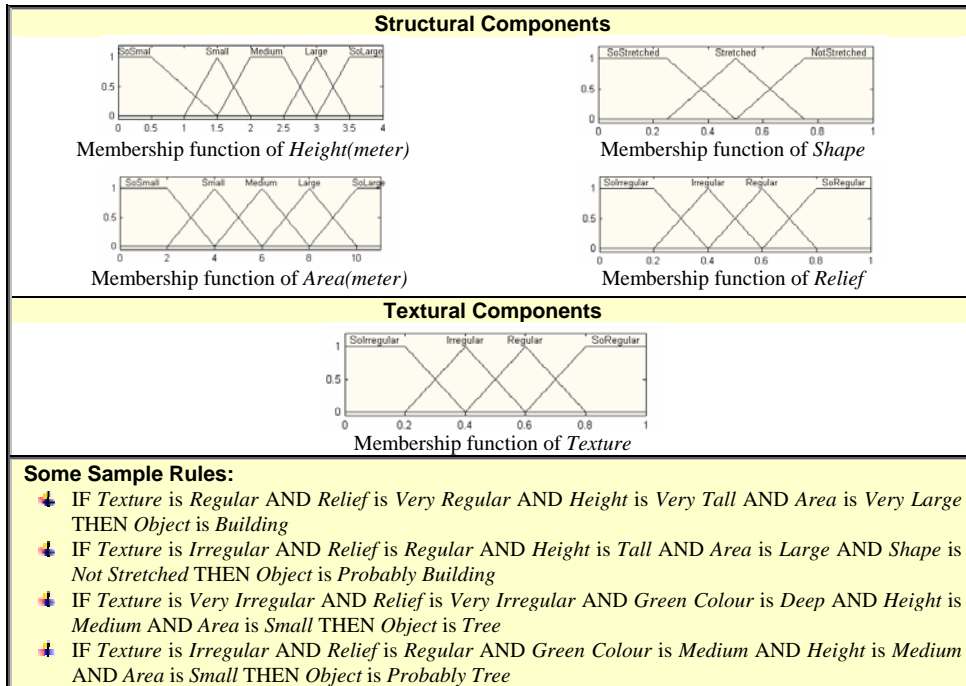 Structural Components
SoSmal Small Medium Large SoLarge
1
0.5
0
0 0.5 1 1.5 2 2.5 3 3.5 4
Membership function of Height(meter)
SoStretched Stretched NotStretched
1
0.5
0
0 0.2 0.4 0.6 0.8 1
Membership function of Shape
SoSmall Small Medium Large SoLarge
1
0.5
0
0 2 4 6 8 10
Membership function of Area(meter)
SoIrregular Irregular Regular SoRegular
1
0.5
0
0 0.2 0.4 0.6 0.8 1
Membership function of Relief
Textural Components
SoIrregular Irregular Regular SoRegular
1
0.5
0
0 0.2 0.4 0.6 0.8 1
Membership function of Texture
Some Sample Rules:
IF Texture is Regular AND Relief is Very Regular AND Height is Very Tall AND Area is Very Large
THEN Object is Building
IF Texture is Irregular AND Relief is Regular AND Height is Tall AND Area is Large AND Shape is
Not Stretched THEN Object is Probably Building
IF Texture is Very Irregular AND Relief is Very Irregular AND Green Colour is Deep AND Height is
Medium AND Area is Small THEN Object is Tree
IF Texture is Irregular AND Relief is Regular AND Green Colour is Medium AND Height is Medium
AND Area is Small THEN Object is Probably Tree